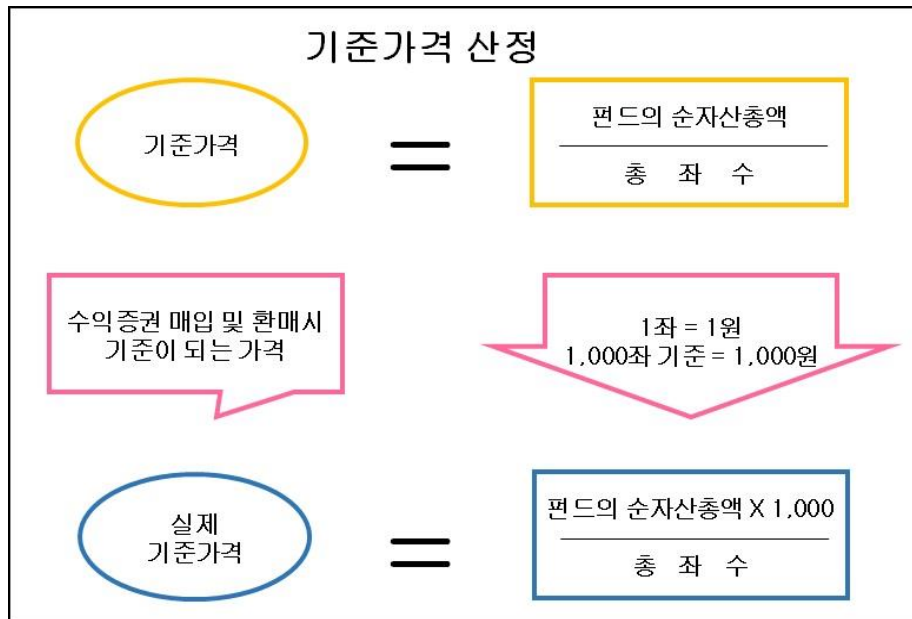 기준가격 산정
기준가격
=
펀드의 순자산총액
총 좌 수
수익증권 매입 및 환매시
기준이 되는 가격
1좌 = 1원
1,000좌 기준 = 1,000원
실제
기준가격
=
펀드의 순자산총액 X 1,000
총 좌 수